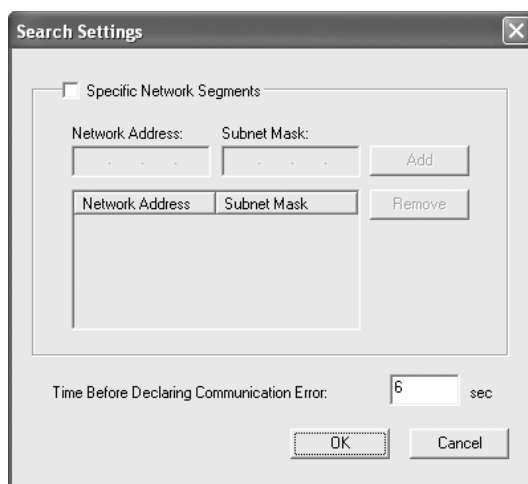 Search Settings
Specific Network Segments
Network Address: Subnet Mask:
. . . . . . Add
Network Address Subnet Mask Remove
Time Before Declaring Communication Error: 6 sec
OK Cancel